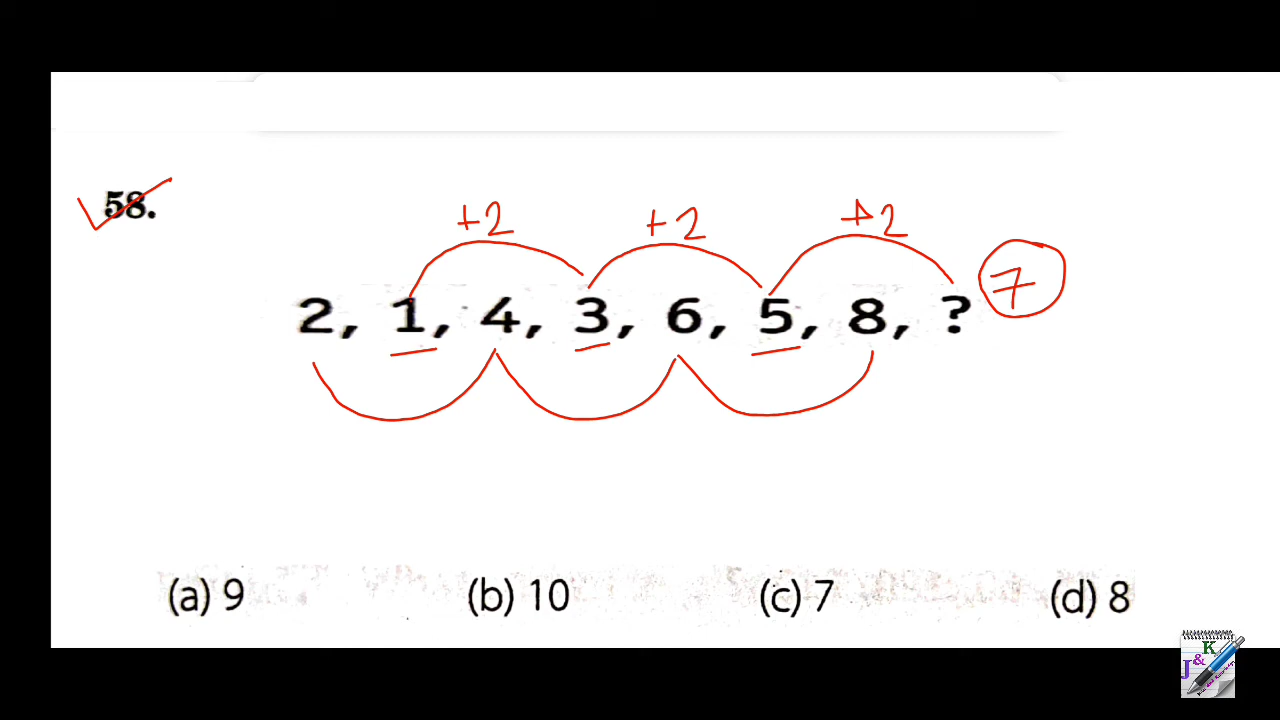 58.
+2 +2 +2
2, 1, 4, 3, 6, 5, 8, ? 7
(a) 9 (b) 10 (c) 7 (d) 8
J & K